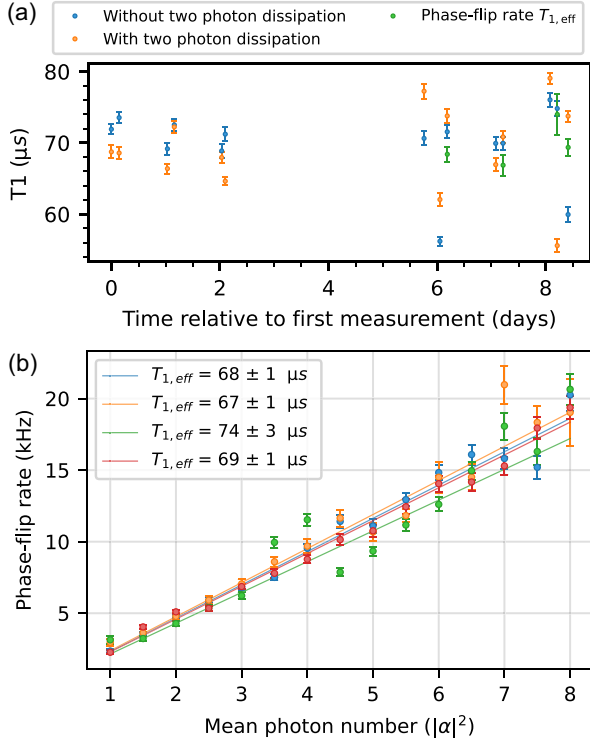 (a)
Without two photon dissipation
With two photon dissipation
Phase-flip rate T1,eff
80
70
60
T1 (μs)
0 2 4 6 8
Time relative to first measurement (days)
(b)
T1,eff = 68 ± 1 μs
T1,eff = 67 ± 1 μs
T1,eff = 74 ± 3 μs
T1,eff = 69 ± 1 μs
20
15
10
5
Phase-flip rate (kHz)
1 2 3 4 5 6 7 8
Mean photon number (|α|²)